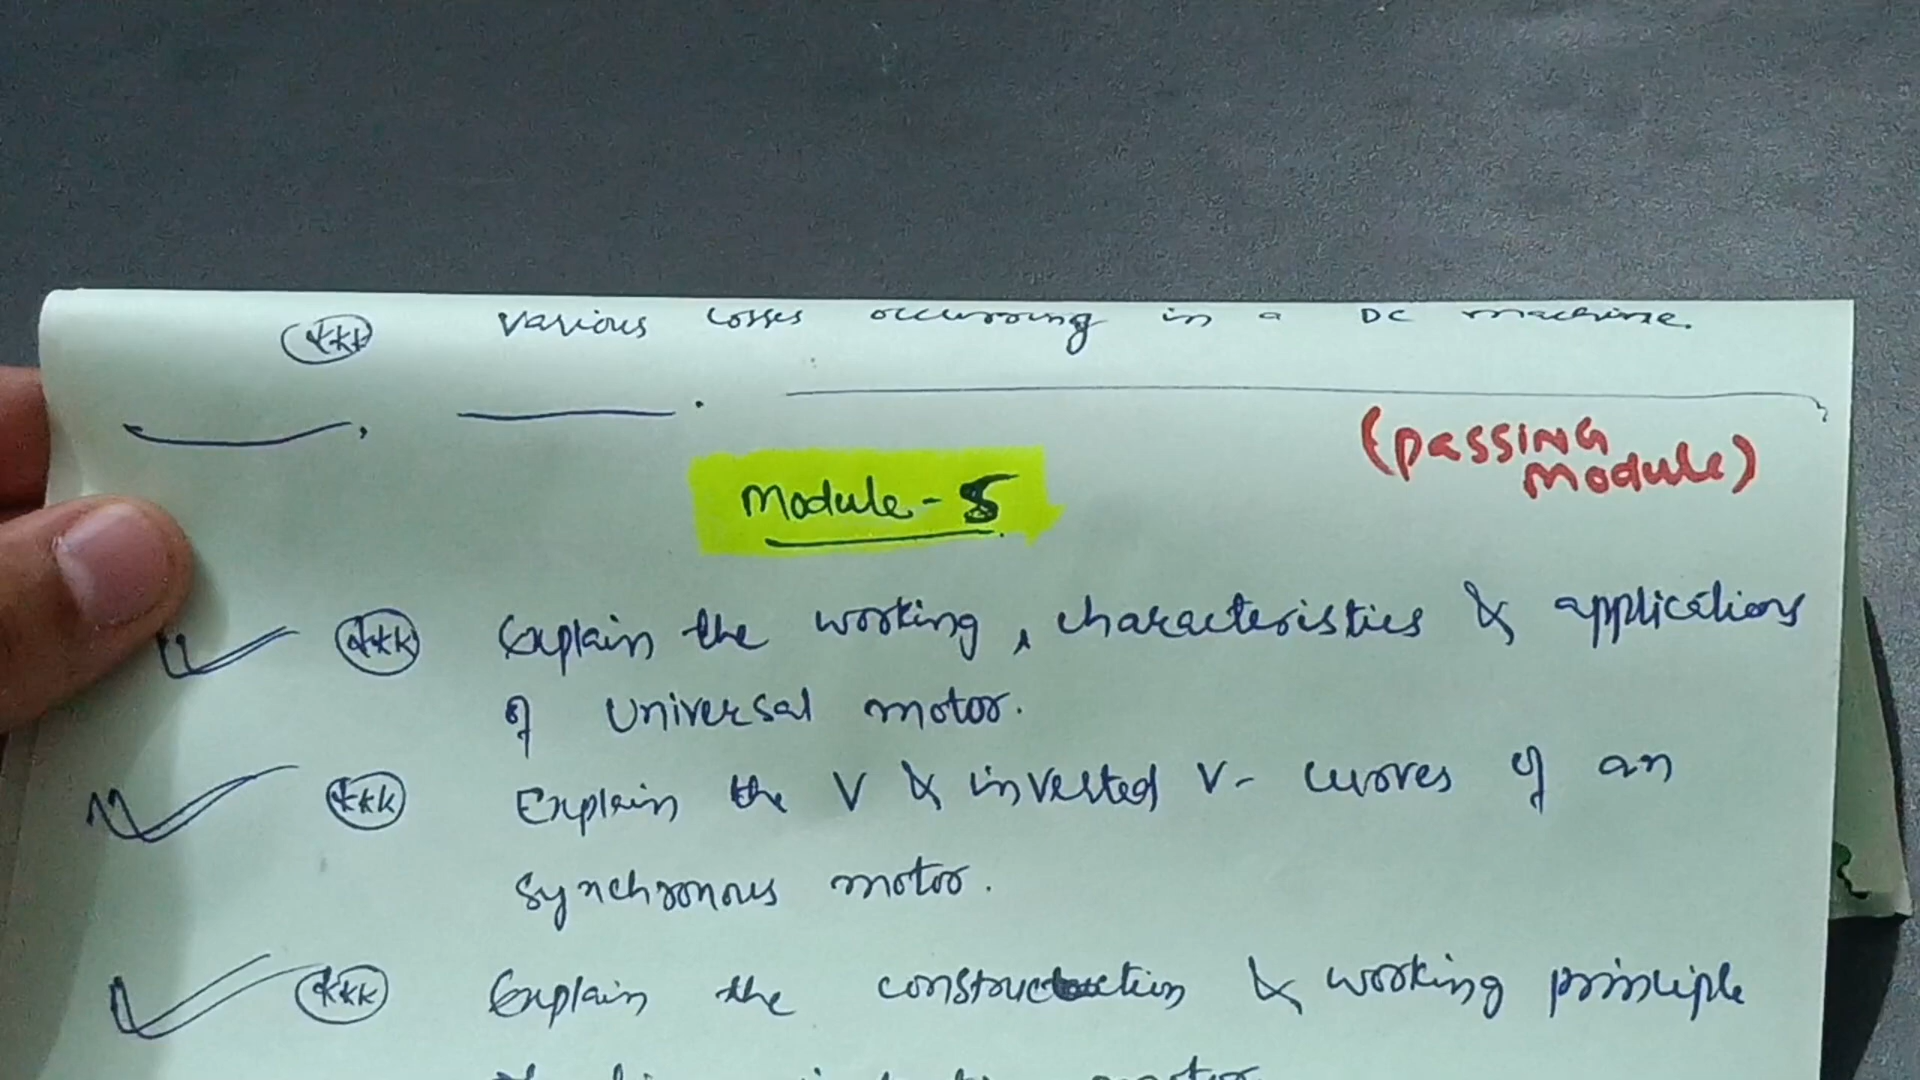 *** various losses occurring in a DC machine.
(PASSING
Module)
Module-5
*** Explain the working, characteristics & applications
of Universal motor.
*** Explain the V & inverted V- curves of an
synchronous motor.
*** Explain the construction & working principle